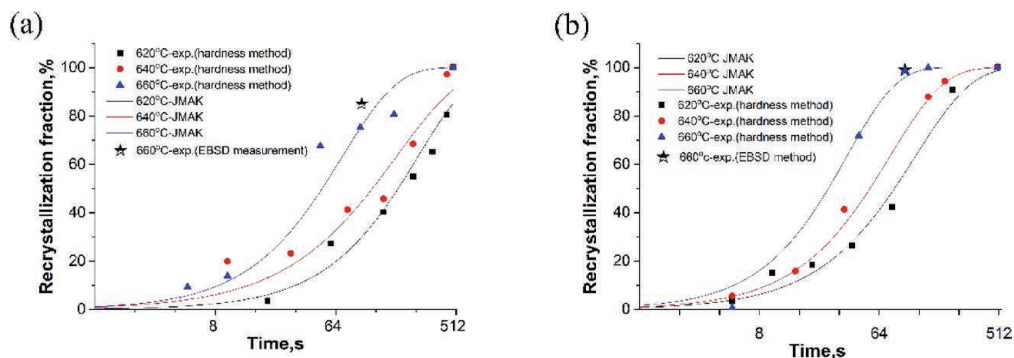 (a)
Recrystallization fraction,%
100
80
60
40
20
0
620°C-exp.(hardness method)
640°C-exp.(hardness method)
660°C-exp.(hardness method)
620°C-JMAK
640°C-JMAK
660°C-JMAK
660°C-exp.(EBSD measurement)
8 64 512
Time,s
(b)
Recrystallization fraction,%
100
80
60
40
20
0
620°C JMAK
640°C JMAK
660°C JMAK
620°C-exp.(hardness method)
640°C-exp.(hardness method)
660°C-exp.(hardness method)
660°c-exp.(EBSD method)
8 64 512
Time,s